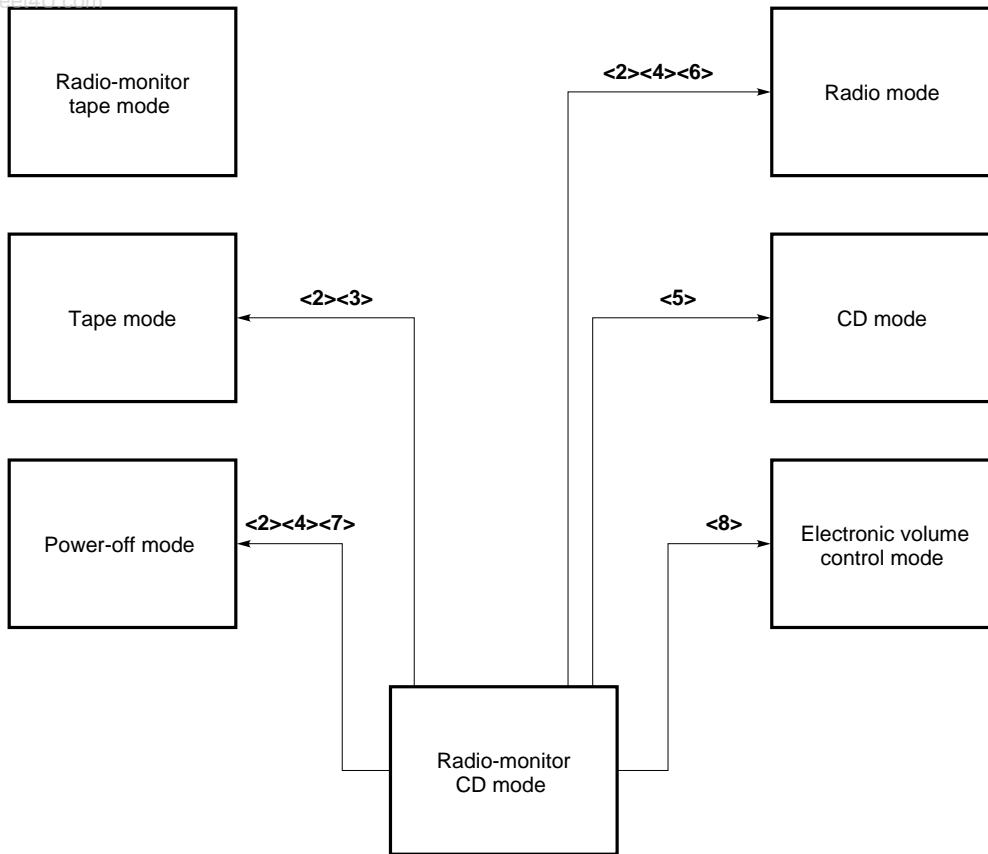 Radio-monitor
tape mode
<2><4><6>
Radio mode
Tape mode
<2><3>
<5>
CD mode
Power-off mode
<2><4><7>
<8>
Electronic volume
control mode
Radio-monitor
CD mode